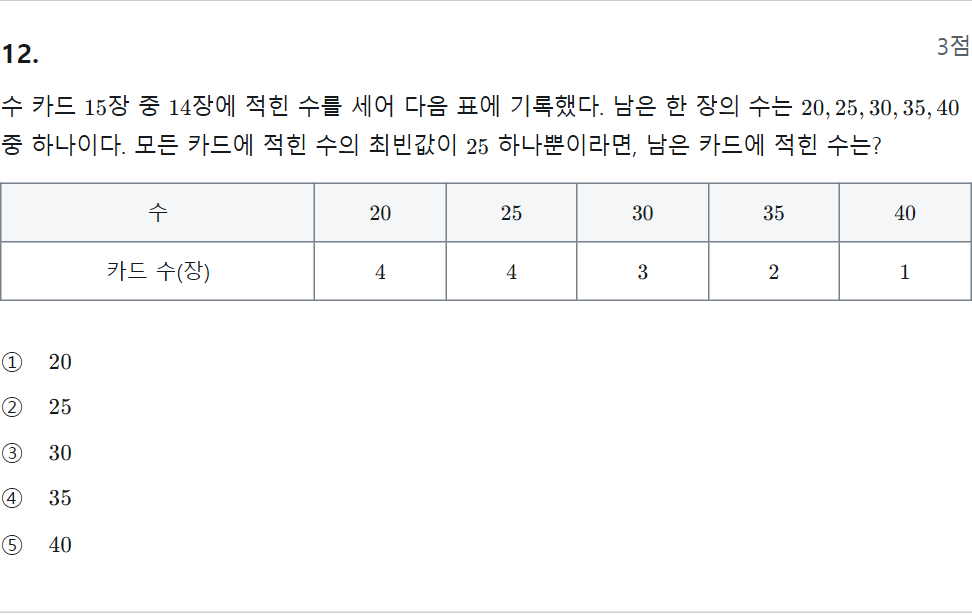 12.
3점
수 카드 15장 중 14장에 적힌 수를 세어 다음 표에 기록했다. 남은 한 장의 수는 20, 25, 30, 35, 40
중 하나이다. 모든 카드에 적힌 수의 최빈값이 25 하나뿐이라면, 남은 카드에 적힌 수는?
수 20 25 30 35 40
카드 수(장) 4 4 3 2 1
① 20
② 25
③ 30
④ 35
⑤ 40